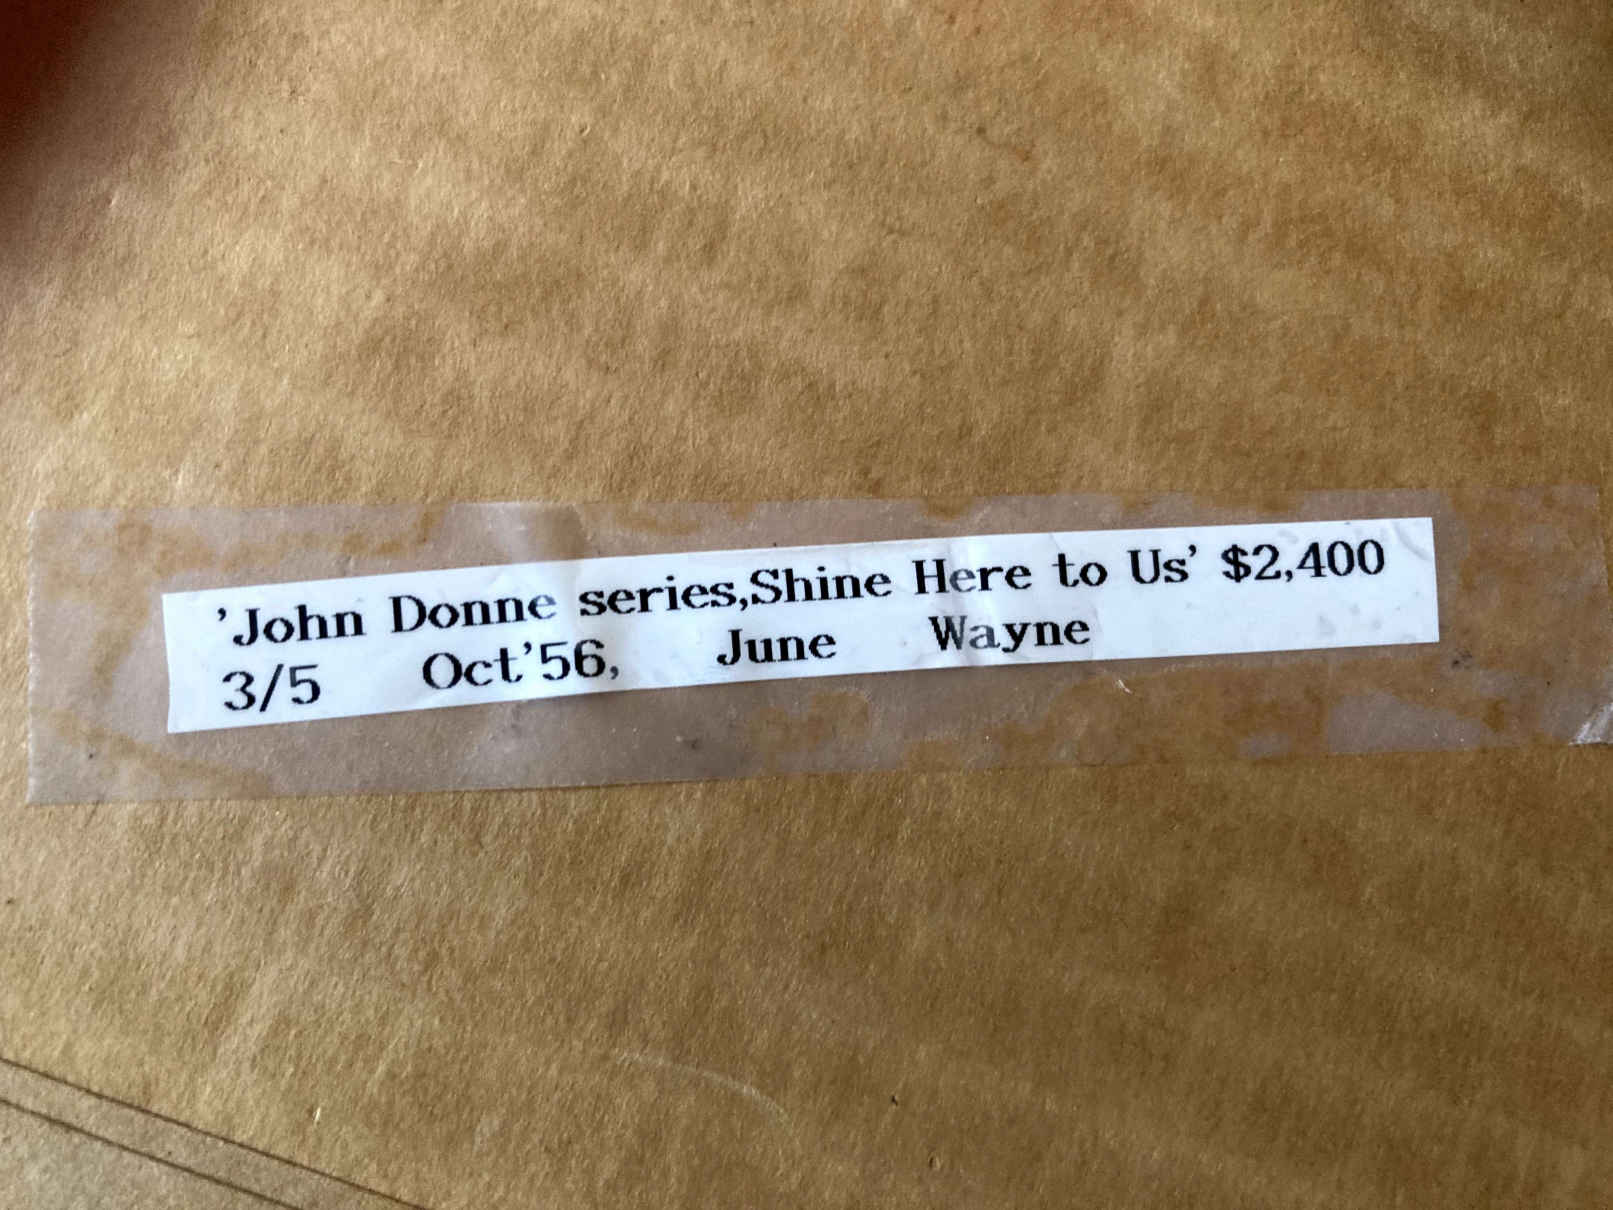 'John Donne series,Shine Here to Us' $2,400
3/5 Oct'56, June Wayne